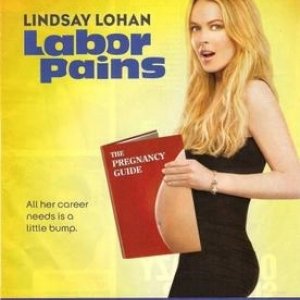 LINDSAY LOHAN
Labor
pains
THE
PREGNANCY
GUIDE
All her career
needs is a
little bump.